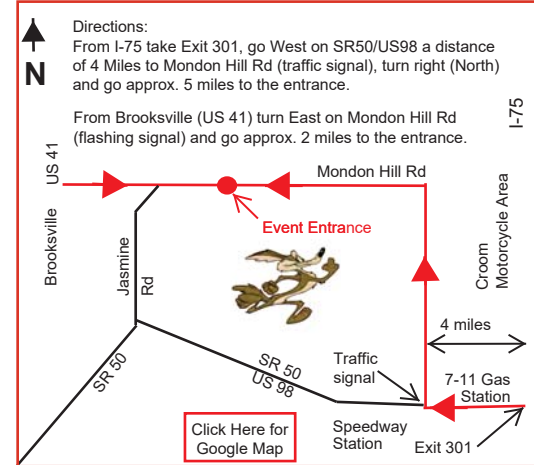 Directions:
From I-75 take Exit 301, go West on SR50/US98 a distance
of 4 Miles to Mondon Hill Rd (traffic signal), turn right (North)
and go approx. 5 miles to the entrance.
From Brooksville (US 41) turn East on Mondon Hill Rd
(flashing signal) and go approx. 2 miles to the entrance.
N
I-75
US 41
Mondon Hill Rd
Event Entrance
Brooksville
Jasmine
Rd
Croom
Motorcycle Area
4 miles
SR 50
SR 50
US 98
Traffic
signal
7-11 Gas
Station
Click Here for
Google Map
Speedway
Station
Exit 301